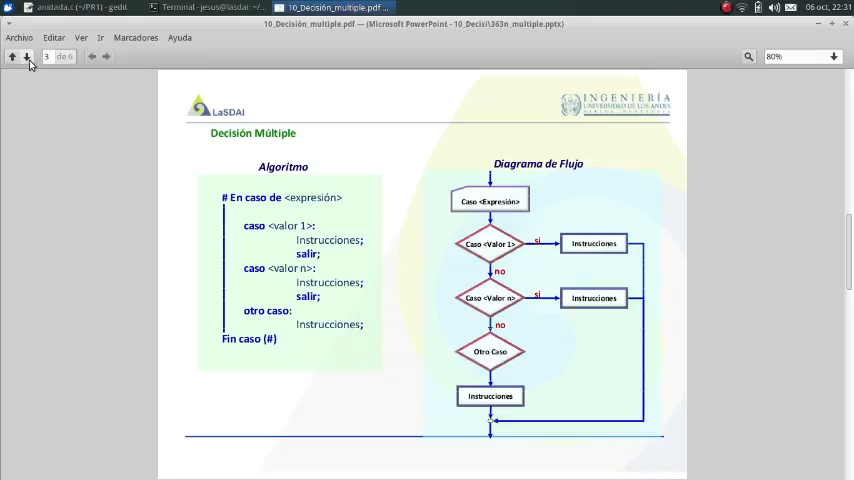 anidada.c (~/PR1) - gedit
Terminal - jesus@lasdai: ~/...
10_Decisión_multiple.pdf ...
06 oct, 22:31
10_Decisión_multiple.pdf — (Microsoft PowerPoint - 10_Decisi\363n_multiple.pptx)
Archivo Editar Ver Ir Marcadores Ayuda
3 de 6
80%
LaSDAI
INGENIERÍA
UNIVERSIDAD DE LOS ANDES
Decisión Múltiple
Algoritmo
# En caso de <expresión>
caso <valor 1>:
Instrucciones;
salir;
caso <valor n>:
Instrucciones;
salir;
otro caso:
Instrucciones;
Fin caso (#)
Diagrama de Flujo
Caso <Expresión>
Caso <Valor 1>
si
Instrucciones
no
Caso <Valor n>
si
Instrucciones
no
Otro Caso
Instrucciones